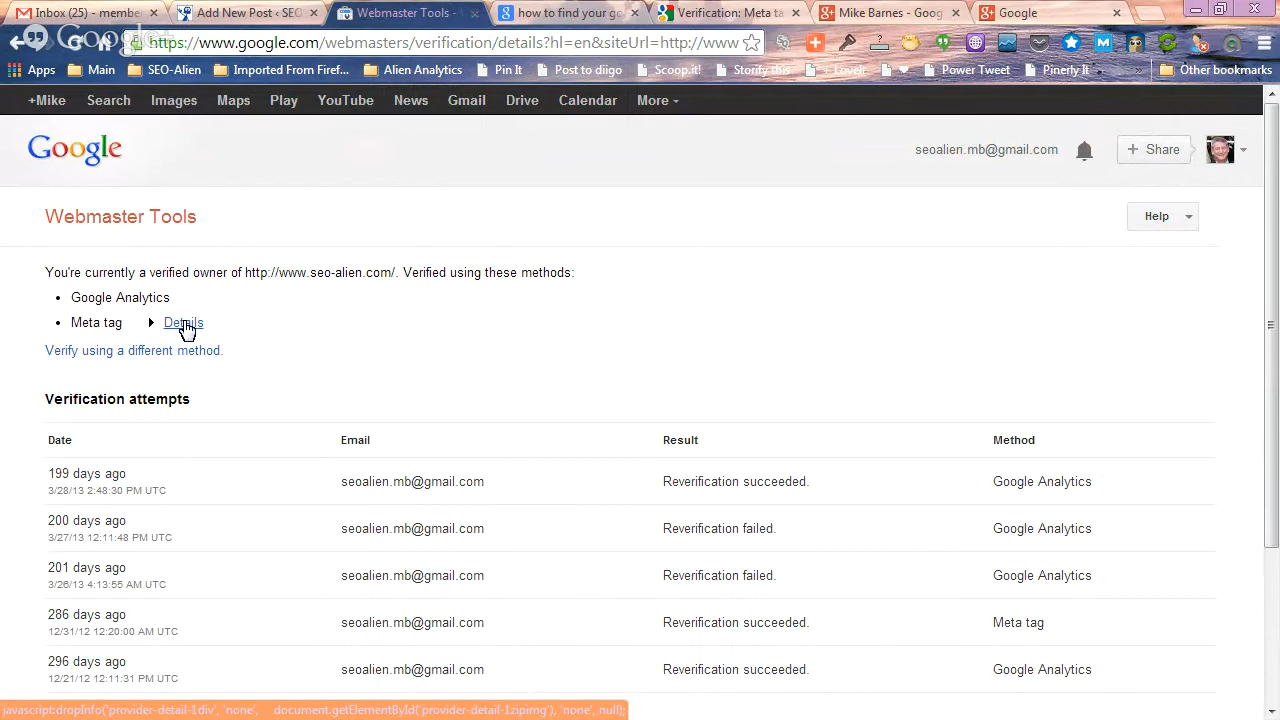 Inbox (25) - membe
Add New Post ‹ SEO
Webmaster Tools -
how to find your go
Verification: Meta ta
Mike Barnes - Goog
Google
Google+
https://www.google.com/webmasters/verification/details?hl=en&siteUrl=http://www
Apps
Main
SEO-Alien
Imported From Firef...
Alien Analytics
Pin It
Post to diigo
Scoop.it!
Storify this
+ Lovelt
❤
Power Tweet
Pinerly It
»
Other bookmarks
+Mike
Search
Images
Maps
Play
YouTube
News
Gmail
Drive
Calendar
More
Google
seoalien.mb@gmail.com
+ Share
Webmaster Tools
Help
You're currently a verified owner of http://www.seo-alien.com/. Verified using these methods:
• Google Analytics
• Meta tag Details
Verify using a different method.
Verification attempts
Date Email Result Method
199 days ago
3/28/13 2:48:30 PM UTC
seoalien.mb@gmail.com
Reverification succeeded.
Google Analytics
200 days ago
3/27/13 12:11:48 PM UTC
seoalien.mb@gmail.com
Reverification failed.
Google Analytics
201 days ago
3/26/13 4:13:55 AM UTC
seoalien.mb@gmail.com
Reverification failed.
Google Analytics
286 days ago
12/31/12 12:20:00 AM UTC
seoalien.mb@gmail.com
Reverification succeeded.
Meta tag
296 days ago
12/21/12 12:11:31 PM UTC
seoalien.mb@gmail.com
Reverification succeeded.
Google Analytics
javascript:dropInfo('provider-detail-1div', 'none', document.getElementById('provider-detail-1zipimg'), 'none', null);